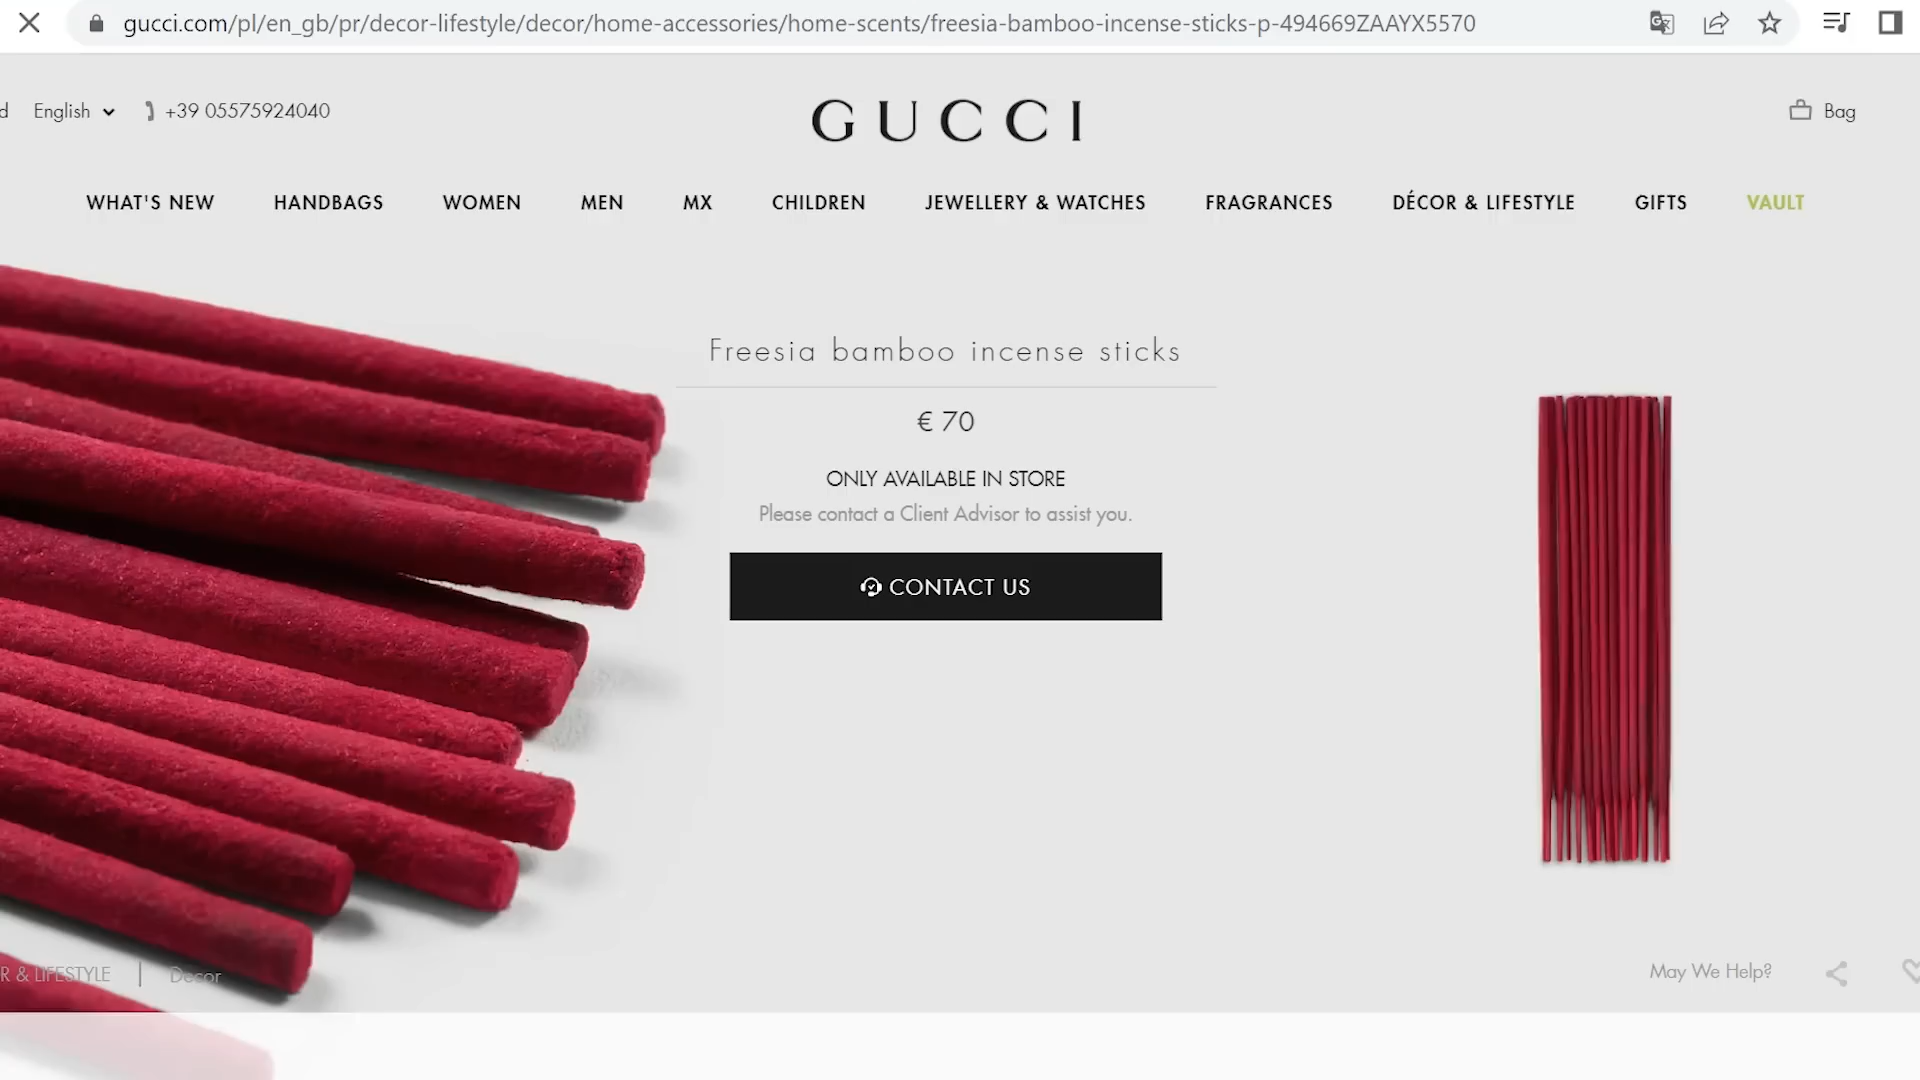 gucci.com/pl/en_gb/pr/decor-lifestyle/decor/home-accessories/home-scents/freesia-bamboo-incense-sticks-p-494669ZAAYX5570
d English +39 05575924040
GUCCI
Bag
WHAT'S NEW HANDBAGS WOMEN MEN MX CHILDREN JEWELLERY & WATCHES FRAGRANCES DÉCOR & LIFESTYLE GIFTS VAULT
Freesia bamboo incense sticks
€ 70
ONLY AVAILABLE IN STORE
Please contact a Client Advisor to assist you.
CONTACT US
R & LIFESTYLE | Decor
May We Help?